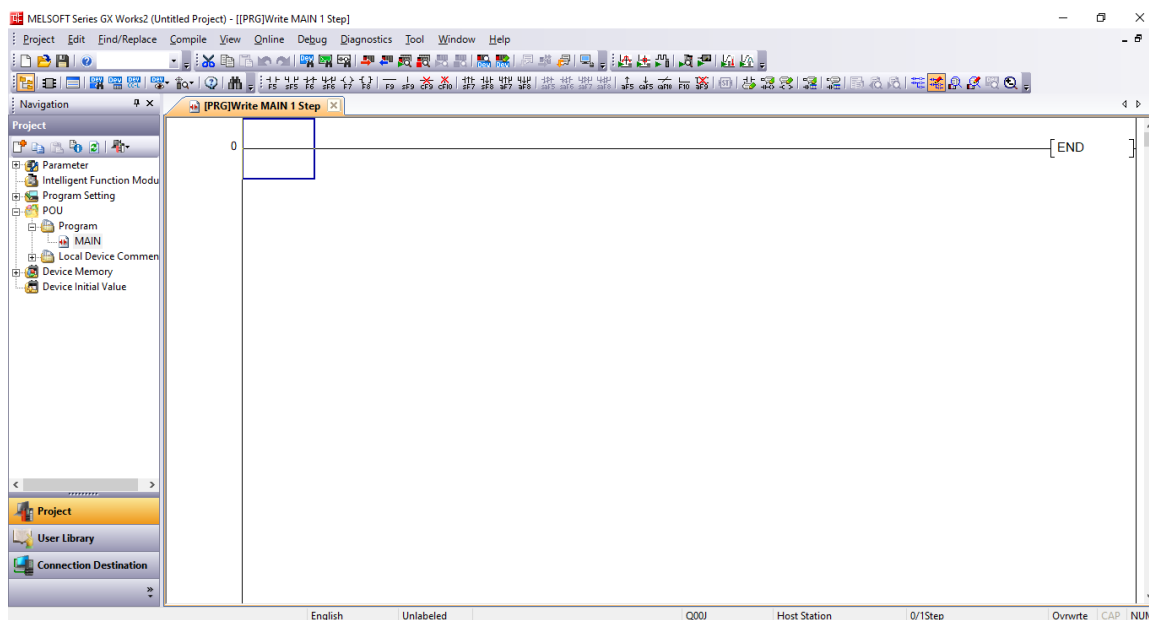 MELSOFT Series GX Works2 (Untitled Project) - [[PRG]Write MAIN 1 Step]
Project Edit Find/Replace Compile View Online Debug Diagnostics Tool Window Help
Navigation
[PRG]Write MAIN 1 Step
Project
Parameter
Intelligent Function Modu
Program Setting
POU
Program
MAIN
Local Device Commen
Device Memory
Device Initial Value
0
END
Project
User Library
Connection Destination
English Unlabeled Q00J Host Station 0/1Step Ovrwrte CAP NUM